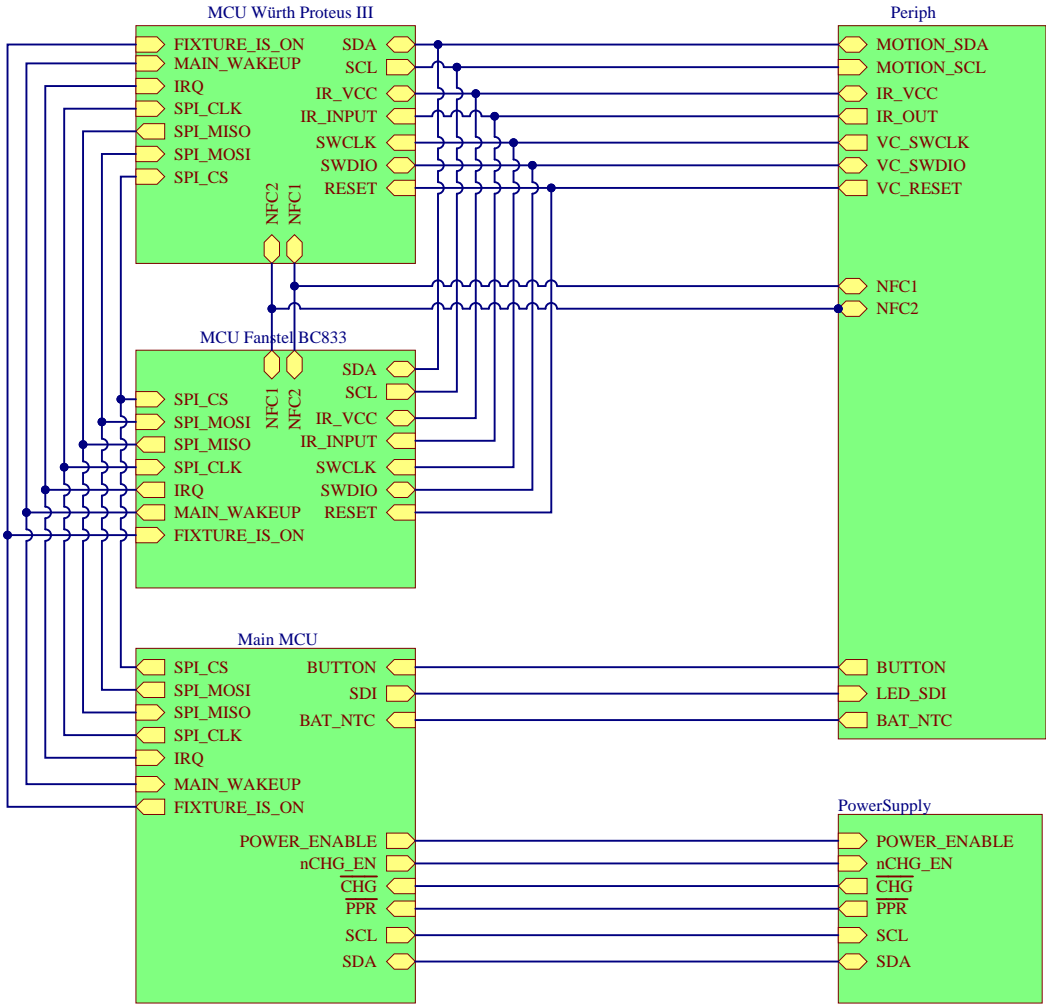 MCU Würth Proteus III
FIXTURE_IS_ON
MAIN_WAKEUP
IRQ
SPI_CLK
SPI_MISO
SPI_MOSI
SPI_CS
SDA
SCL
IR_VCC
IR_INPUT
SWCLK
SWDIO
RESET
NFC2
NFC1
Periph
MOTION_SDA
MOTION_SCL
IR_VCC
IR_OUT
VC_SWCLK
VC_SWDIO
VC_RESET
NFC1
NFC2
BUTTON
LED_SDI
BAT_NTC
MCU Fanstel BC833
NFC1
NFC2
SPI_CS
SPI_MOSI
SPI_MISO
SPI_CLK
IRQ
MAIN_WAKEUP
FIXTURE_IS_ON
SDA
SCL
IR_VCC
IR_INPUT
SWCLK
SWDIO
RESET
Main MCU
SPI_CS
SPI_MOSI
SPI_MISO
SPI_CLK
IRQ
MAIN_WAKEUP
FIXTURE_IS_ON
BUTTON
SDI
BAT_NTC
POWER_ENABLE
nCHG_EN
CHG
PPR
SCL
SDA
PowerSupply
POWER_ENABLE
nCHG_EN
CHG
PPR
SCL
SDA